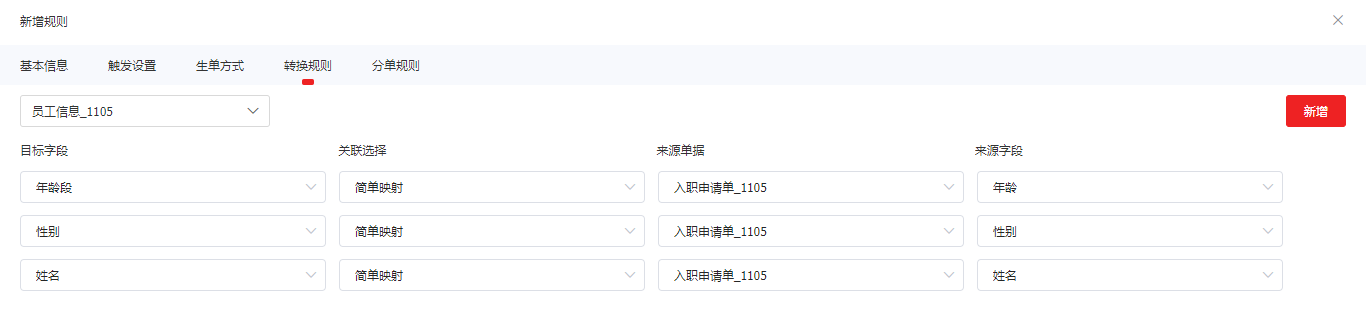 新增规则
基本信息 触发设置 生单方式 转换规则 分单规则
员工信息_1105 新增
目标字段 关联选择 来源单据 来源字段
年龄段 简单映射 入职申请单_1105 年龄
性别 简单映射 入职申请单_1105 性别
姓名 简单映射 入职申请单_1105 姓名